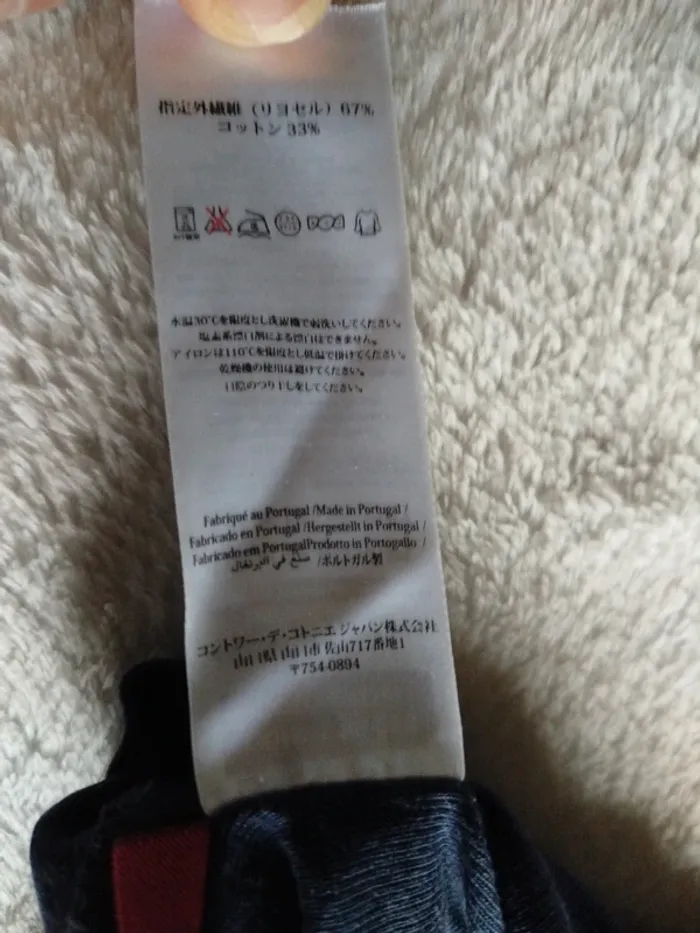 指定外繊維（リヨセル）67%
コットン 33%
水温30℃を限度とし洗濯機で弱洗いしてください。
塩素系漂白剤による漂白はできません。
アイロンは110℃を限度とし低温で掛けてください。
乾燥機の使用は避けてください。
日陰のつり干しをしてください。
Fabriqué au Portugal /Made in Portugal /
Fabricado en Portugal /Hergestellt in Portugal /
Fabricado em PortugalProdotto in Portogallo /
صنع في البرتغال /ポルトガル製
コントワー・デ・コトニエ ジャパン株式会社
山口県 山口市 佐山717番地1
〒754-0894